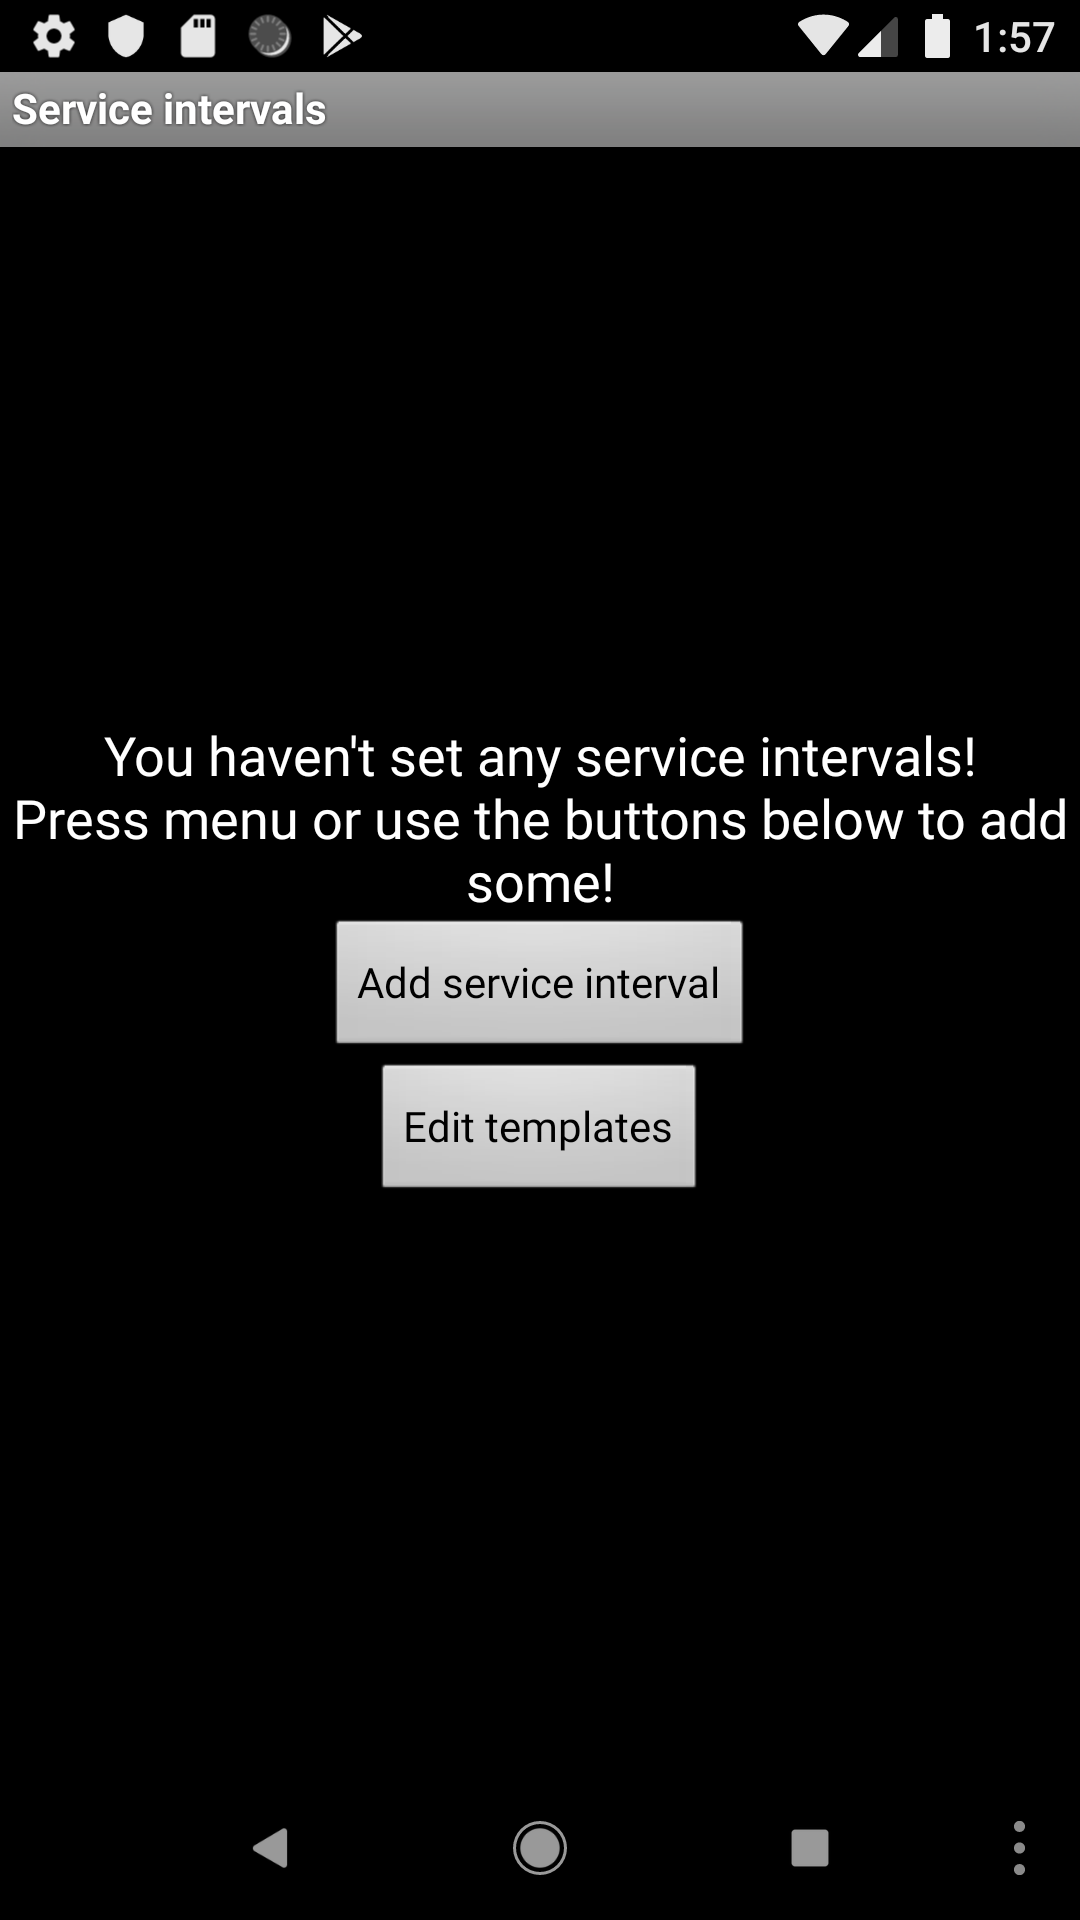 1:57
Service intervals
You haven't set any service intervals!
Press menu or use the buttons below to add
some!
Add service interval
Edit templates